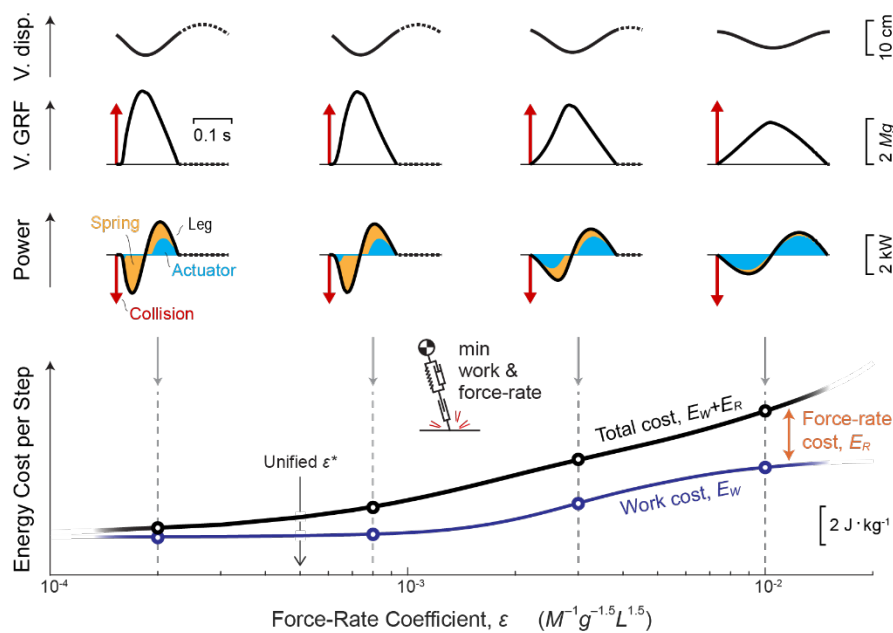 V. disp.
10 cm
V. GRF
0.1 s
2 Mg
Power
Spring
Leg
Actuator
Collision
2 kW
Energy Cost per Step
min
work &
force-rate
Total cost, E_W+E_R
Force-rate
cost, E_R
Unified ε*
Work cost, E_W
2 J · kg⁻¹
10⁻⁴
10⁻³
10⁻²
Force-Rate Coefficient, ε (M⁻¹g⁻¹·⁵L¹·⁵)